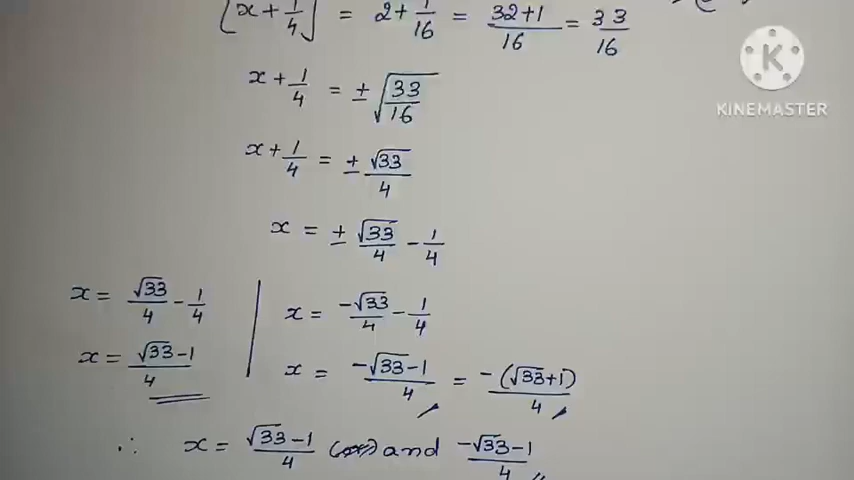 [x + 1/4] = 2 + 1/16 = 32+1/16 = 33/16
x + 1/4 = ± √33/16
KINEMASTER
x + 1/4 = ± √33/4
x = ± √33/4 - 1/4
x = √33/4 - 1/4
x = √33 - 1/4
x = -√33/4 - 1/4
x = -√33 - 1/4 = -(√33+1)/4
∴ x = √33 - 1/4 and -√33 - 1/4